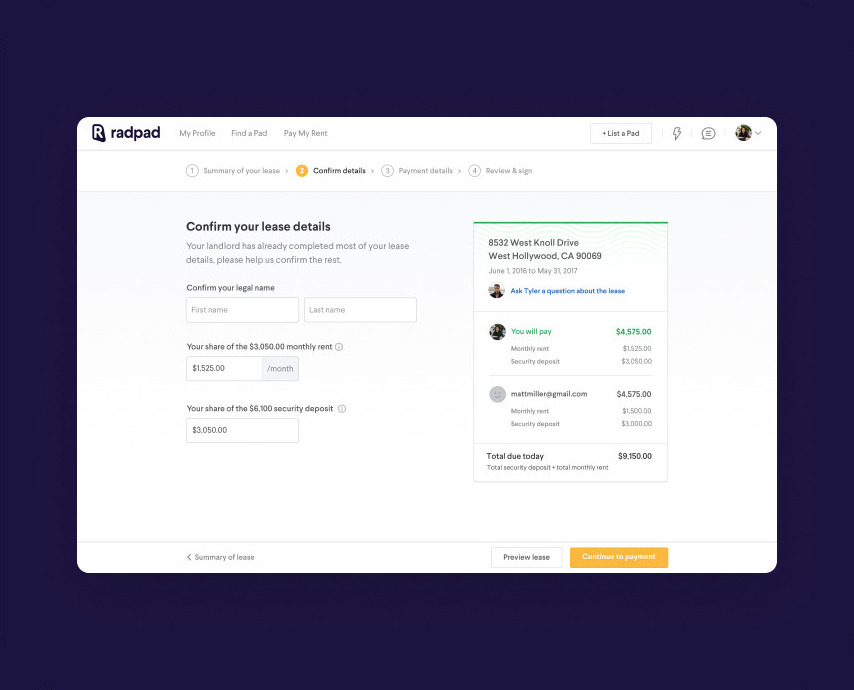 radpad
My Profile
Find a Pad
Pay My Rent
+ List a Pad
1 Summary of your lease
2 Confirm details
3 Payment details
4 Review & sign
Confirm your lease details
Your landlord has already completed most of your lease
details, please help us confirm the rest.
Confirm your legal name
First name
Last name
Your share of the $3,050.00 monthly rent
$1,525.00 /month
Your share of the $6,100 security deposit
$3,050.00
8532 West Knoll Drive
West Hollywood, CA 90069
June 1, 2016 to May 31, 2017
Ask Tyler a question about the lease
You will pay $4,575.00
Monthly rent $1,525.00
Security deposit $3,050.00
mattmiller@gmail.com $4,575.00
Monthly rent $1,500.00
Security deposit $3,000.00
Total due today $9,150.00
Total security deposit + total monthly rent
Summary of lease
Preview lease
Continue to payment